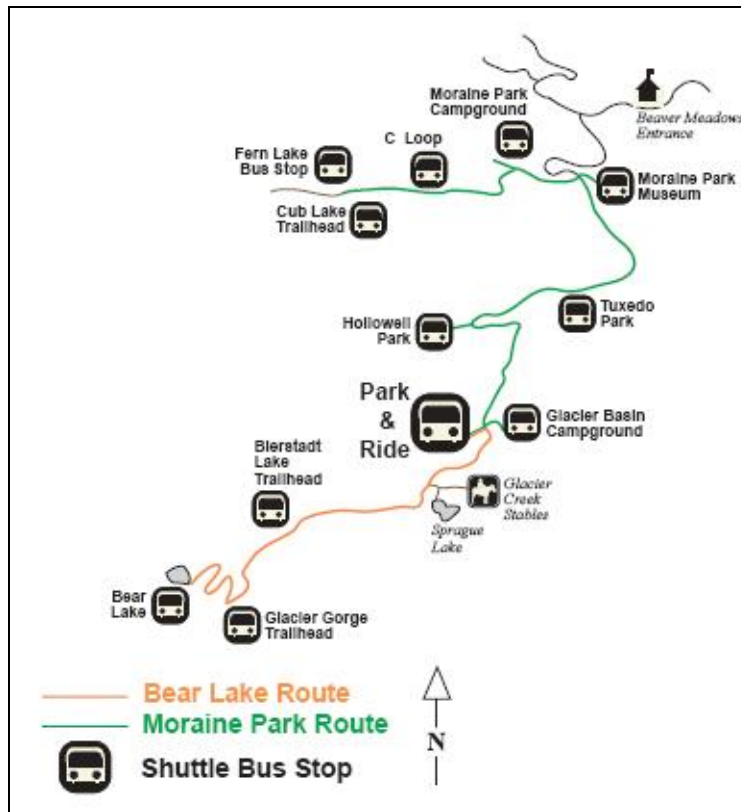 Moraine Park
Campground
Beaver Meadows
Entrance
C Loop
Fern Lake
Bus Stop
Moraine Park
Museum
Cub Lake
Trailhead
Tuxedo
Park
Hollowell
Park
Park
&
Ride
Glacier Basin
Campground
Bierstadt
Lake
Trailhead
Glacier
Creek
Stables
Sprague
Lake
Bear
Lake
Glacier Gorge
Trailhead
Bear Lake Route
Moraine Park Route
Shuttle Bus Stop
N